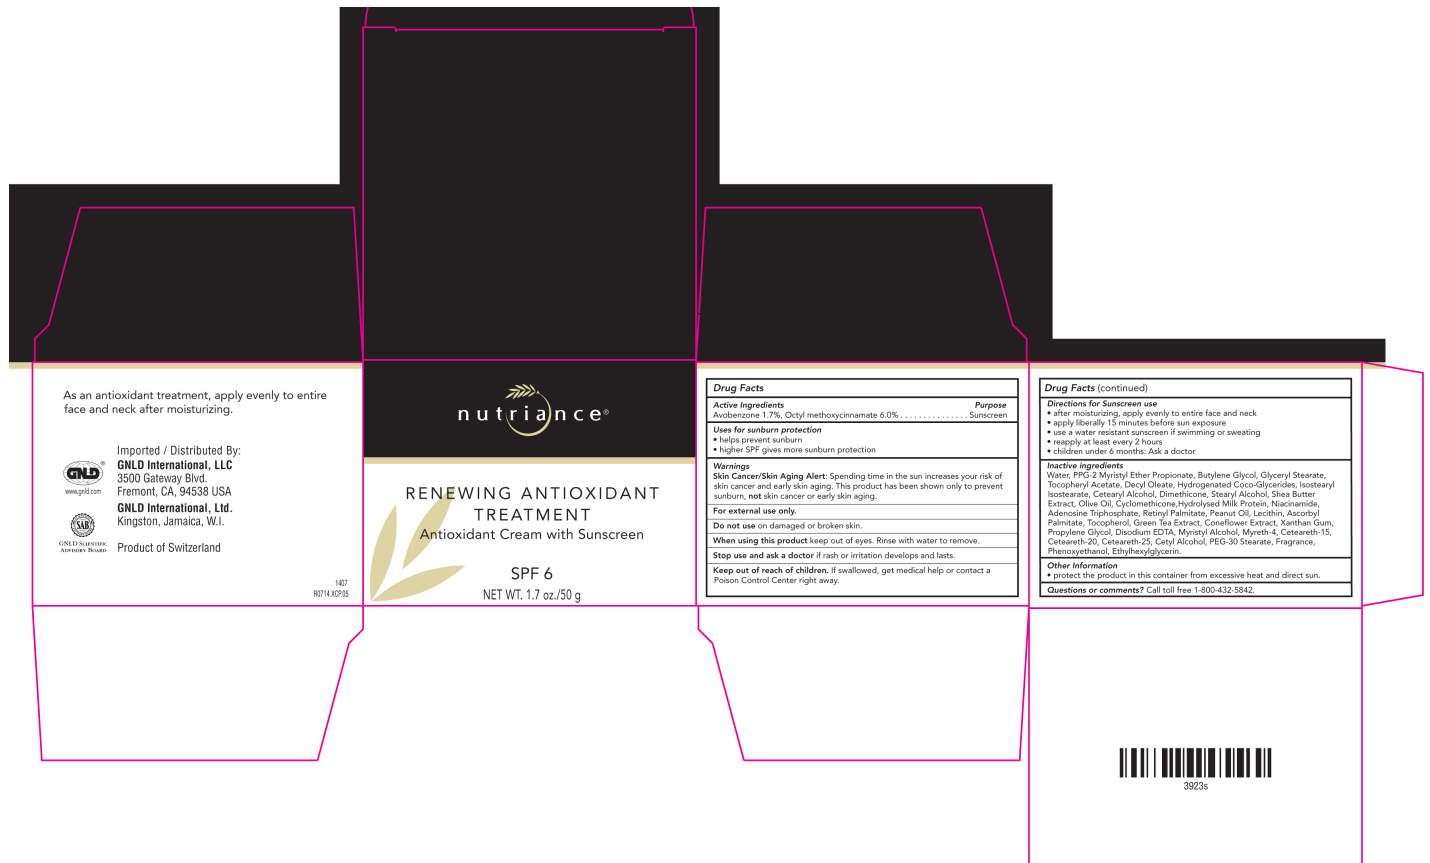 As an antioxidant treatment, apply evenly to entire
face and neck after moisturizing.
GNLD®
www.gnld.com
SAB
GNLD SCIENTIFIC
ADVISORY BOARD
Imported / Distributed By:
GNLD International, LLC
3500 Gateway Blvd.
Fremont, CA, 94538 USA
GNLD International, Ltd.
Kingston, Jamaica, W.I.
Product of Switzerland
1407
R0714.XCP.05
nutriance®
RENEWING ANTIOXIDANT
TREATMENT
Antioxidant Cream with Sunscreen
SPF 6
NET WT. 1.7 oz./50 g
Drug Facts
Active Ingredients Purpose
Avobenzone 1.7%, Octyl methoxycinnamate 6.0% . . . . . . . . . . . . . . . Sunscreen
Uses for sunburn protection
• helps prevent sunburn
• higher SPF gives more sunburn protection
Warnings
Skin Cancer/Skin Aging Alert: Spending time in the sun increases your risk of
skin cancer and early skin aging. This product has been shown only to prevent
sunburn, not skin cancer or early skin aging.
For external use only.
Do not use on damaged or broken skin.
When using this product keep out of eyes. Rinse with water to remove.
Stop use and ask a doctor if rash or irritation develops and lasts.
Keep out of reach of children. If swallowed, get medical help or contact a
Poison Control Center right away.
Drug Facts (continued)
Directions for Sunscreen use
• after moisturizing, apply evenly to entire face and neck
• apply liberally 15 minutes before sun exposure
• use a water resistant sunscreen if swimming or sweating
• reapply at least every 2 hours
• children under 6 months: Ask a doctor
Inactive ingredients
Water, PPG-2 Myristyl Ether Propionate, Butylene Glycol, Glyceryl Stearate,
Tocopheryl Acetate, Decyl Oleate, Hydrogenated Coco-Glycerides, Isostearyl
Isostearate, Cetearyl Alcohol, Dimethicone, Stearyl Alcohol, Shea Butter
Extract, Olive Oil, Cyclomethicone,Hydrolysed Milk Protein, Niacinamide,
Adenosine Triphosphate, Retinyl Palmitate, Peanut Oil, Lecithin, Ascorbyl
Palmitate, Tocopherol, Green Tea Extract, Coneflower Extract, Xanthan Gum,
Propylene Glycol, Disodium EDTA, Myristyl Alcohol, Myreth-4, Ceteareth-15,
Ceteareth-20, Ceteareth-25, Cetyl Alcohol, PEG-30 Stearate, Fragrance,
Phenoxyethanol, Ethylhexylglycerin.
Other Information
• protect the product in this container from excessive heat and direct sun.
Questions or comments? Call toll free 1-800-432-5842.
3923s